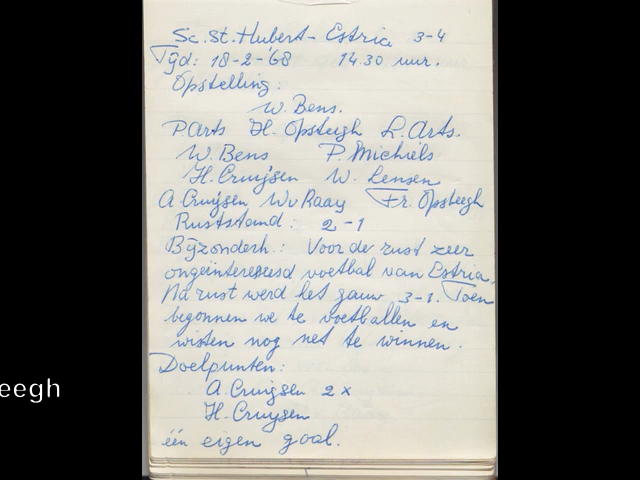 Sc. St. Hubert - Estria 3-4
Tijd: 18-2-'68 14.30 uur.
Opstelling:
W. Bens.
P. Arts H. Opsteegh L. Arts.
W. Bens P. Michiels
H. Cruijsen W. Lensen
A. Cruijsen W v Raay Fr. Opsteegh
Ruststand: 2-1
Bijzonderh.: Voor de rust zeer
ongeinteresseerd voetbal van Estria.
Na rust werd het gauw 3-1. Toen
begonnen we te voetballen en
wisten nog net te winnen.
Doelpunten:
A. Cruijsen 2x
H. Cruijsen
één eigen goal.
eegh